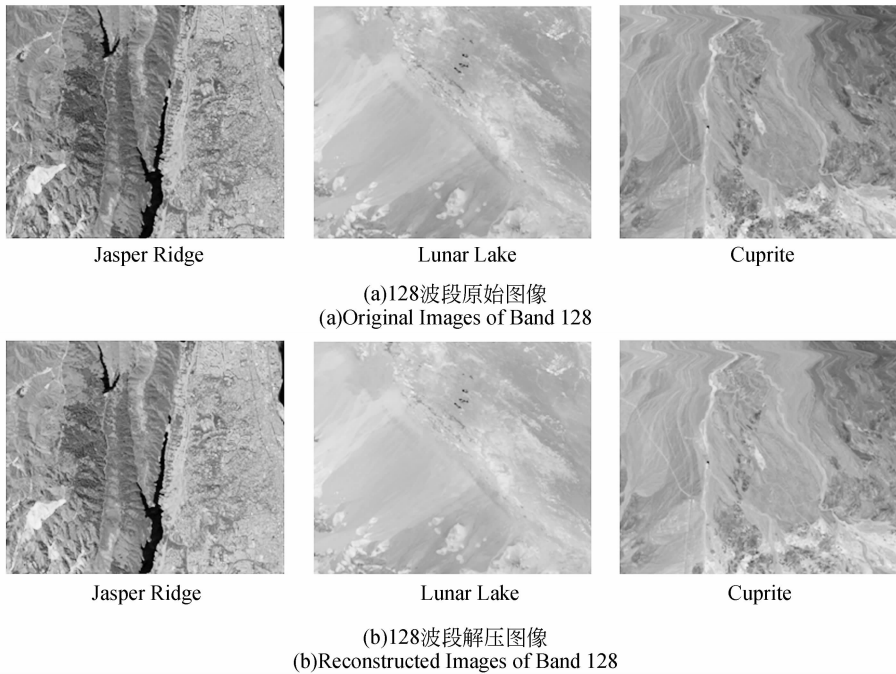 Jasper Ridge Lunar Lake Cuprite
(a)128波段原始图像
(a)Original Images of Band 128
Jasper Ridge Lunar Lake Cuprite
(b)128波段解压图像
(b)Reconstructed Images of Band 128